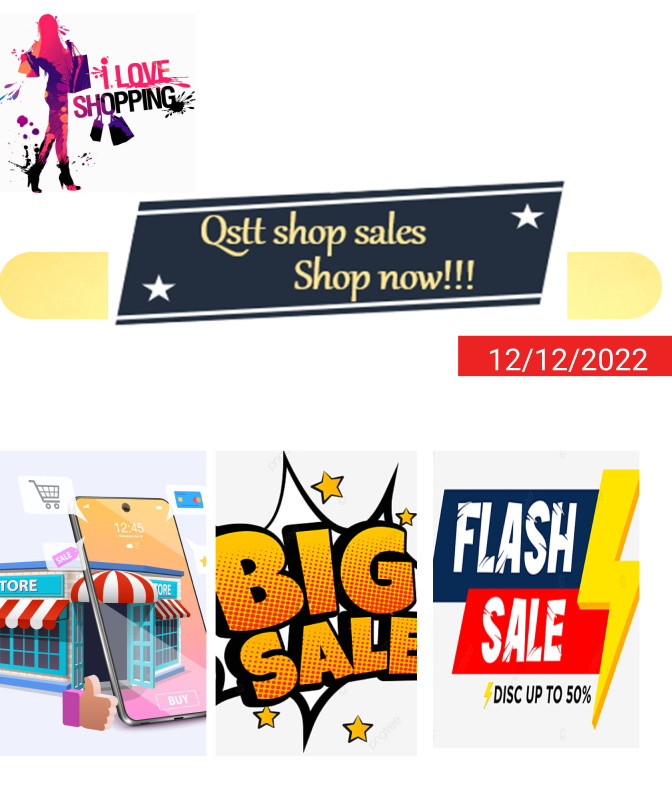 I LOVE
SHOPPING
Qstt shop sales
Shop now!!!
12/12/2022
12:45
SALE
TORE
TORE
BUY
BIG
SALE
pngtree
FLASH
SALE
DISC UP TO 50%